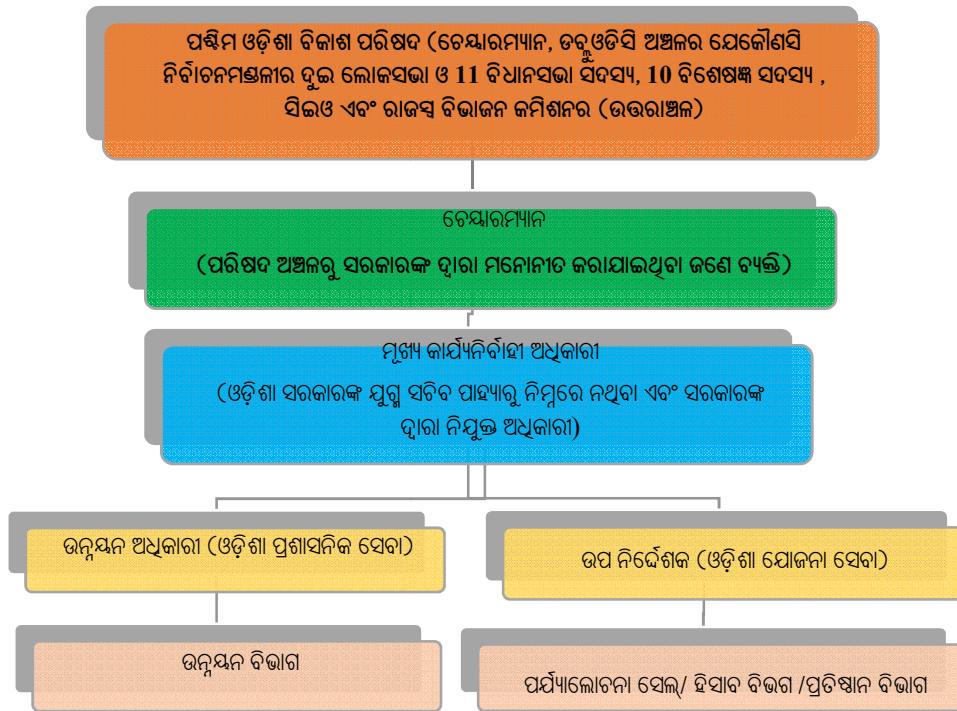 ପଶ୍ଚିମ ଓଡ଼ିଶା ବିକାଶ ପରିଷଦ (ଚେୟାରମ୍ୟାନ, ଡବ୍ଲୁଓଡିସି ଅଞ୍ଚଳର ଯେକୌଣସି
ନିର୍ବାଚନମଣ୍ଡଳୀର ଦୁଇ ଲୋକସଭା ଓ 11 ବିଧାନସଭା ସଦସ୍ୟ, 10 ବିଶେଷଜ୍ଞ ସଦସ୍ୟ ,
ସିଇଓ ଏବଂ ରାଜସ୍ୱ ବିଭାଜନ କମିଶନର (ଉତ୍ତରାଞ୍ଚଳ)
ଚେୟାରମ୍ୟାନ
(ପରିଷଦ ଅଞ୍ଚଳରୁ ସରକାରଙ୍କ ଦ୍ୱାରା ମନୋନୀତ କରାଯାଇଥିବା ଜଣେ ବ୍ୟକ୍ତି)
ମୂଖ୍ୟ କାର୍ଯ୍ୟନିର୍ବାହୀ ଅଧିକାରୀ
(ଓଡ଼ିଶା ସରକାରଙ୍କ ଯୁଗ୍ମ ସଚିବ ପାହ୍ୟାରୁ ନିମ୍ନରେ ନଥିବା ଏବଂ ସରକାରଙ୍କ
ଦ୍ୱାରା ନିଯୁକ୍ତ ଅଧିକାରୀ)
ଉନ୍ନୟନ ଅଧିକାରୀ (ଓଡ଼ିଶା ପ୍ରଶାସନିକ ସେବା)
ଉପ ନିର୍ଦ୍ଦେଶକ (ଓଡ଼ିଶା ଯୋଜନା ସେବା)
ଉନ୍ନୟନ ବିଭାଗ
ପର୍ଯ୍ୟାଲୋଚନା ସେଲ୍/ ହିସାବ ବିଭଗ /ପ୍ରତିଷ୍ଠାନ ବିଭାଗ